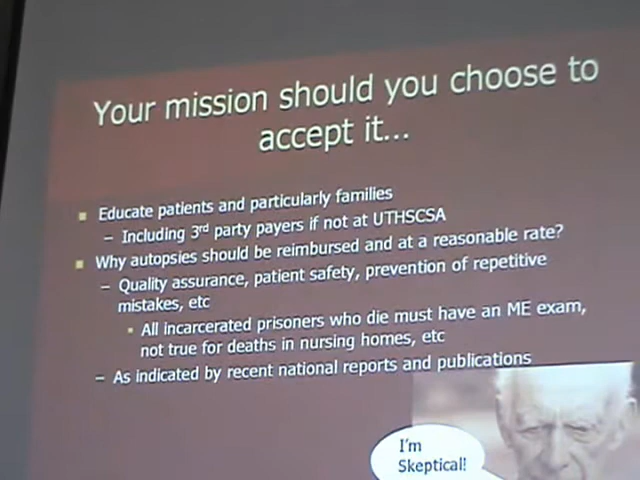 Your mission should you choose to
accept it...
Educate patients and particularly families
– Including 3rd party payers if not at UTHSCSA
Why autopsies should be reimbursed and at a reasonable rate?
– Quality assurance, patient safety, prevention of repetitive
mistakes, etc
All incarcerated prisoners who die must have an ME exam,
not true for deaths in nursing homes, etc
– As indicated by recent national reports and publications
I'm
Skeptical!